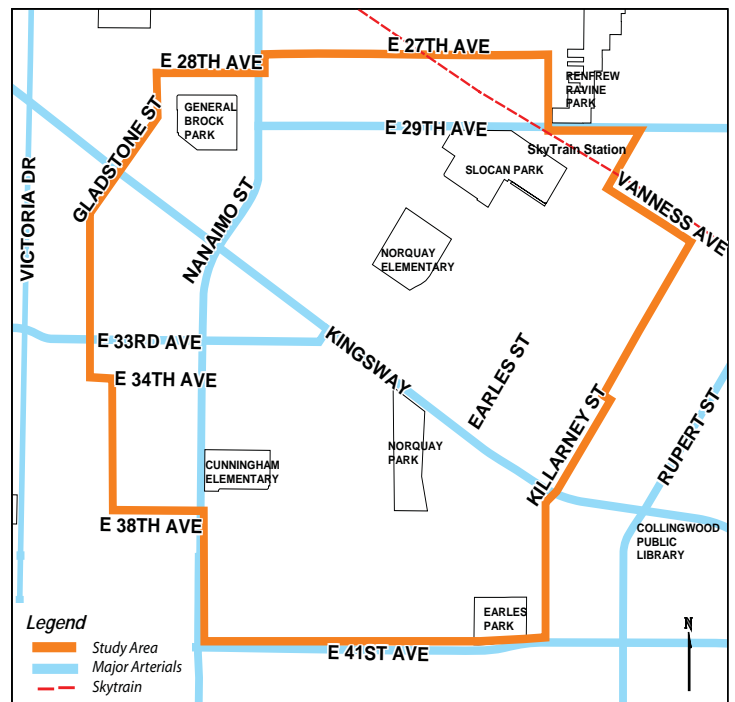 E 27TH AVE
E 28TH AVE
RENFREW
RAVINE
PARK
GENERAL
BROCK
PARK
GLADSTONE ST
E 29TH AVE
SkyTrain Station
SLOCAN PARK
VANNESS AVE
VICTORIA DR
NANAIMO ST
NORQUAY
ELEMENTARY
E 33RD AVE
KINGSWAY
EARLES ST
E 34TH AVE
KILLARNEY ST
RUPERT ST
NORQUAY
PARK
CUNNINGHAM
ELEMENTARY
E 38TH AVE
COLLINGWOOD
PUBLIC
LIBRARY
EARLES
PARK
N
E 41ST AVE
Legend
Study Area
Major Arterials
Skytrain